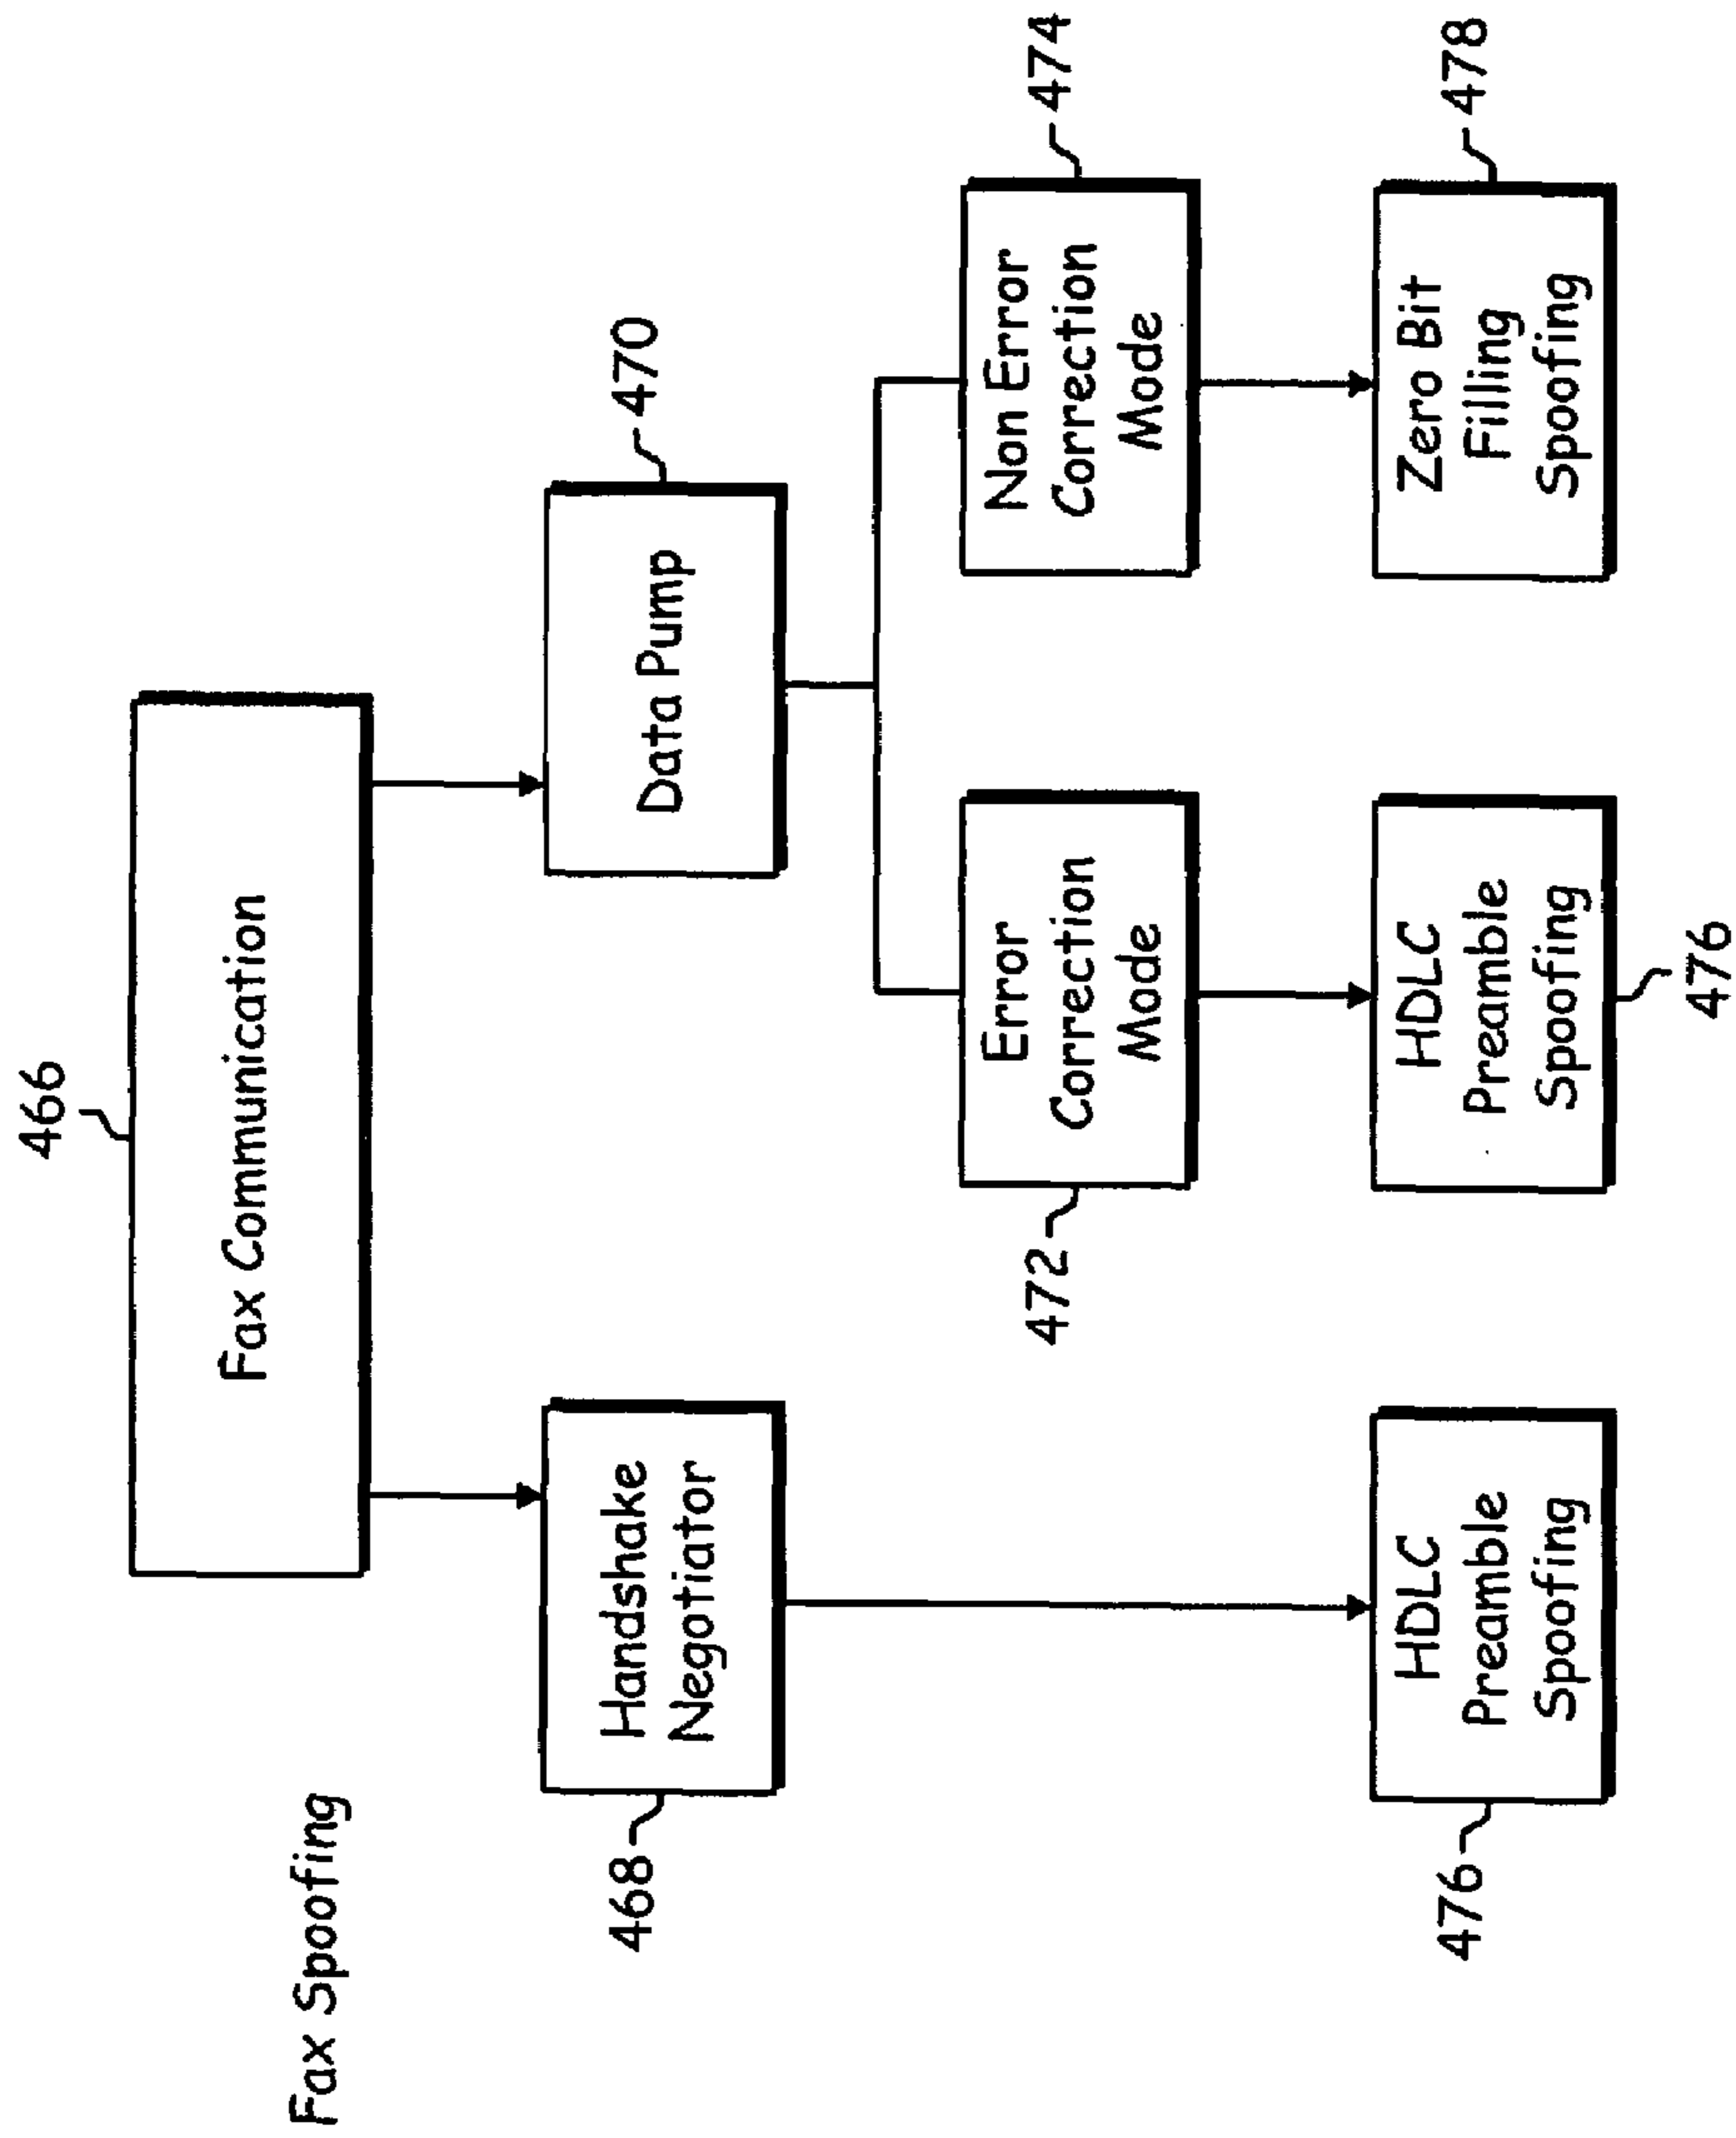 Fax Spoofing
466
Fax Communication
468
Handshake
Negotiator
Data Pump
470
472
Error
Correction
Mode
Non Error
Correction
Mode
474
476
HDLC
Preamble
Spoofing
HDLC
Preamble
Spoofing
476
Zero Bit
Filling
Spoofing
478